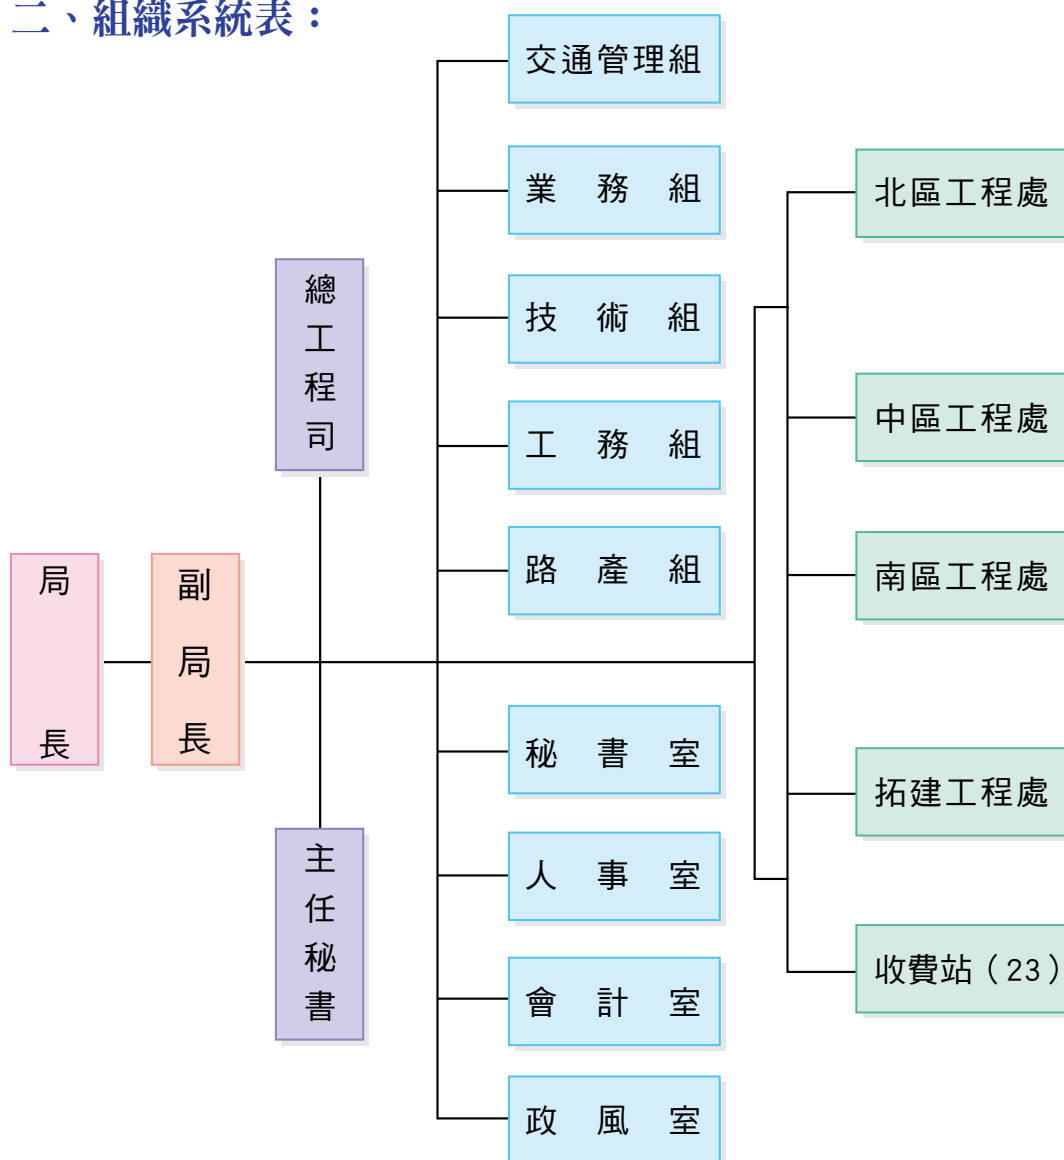 二、組織系統表：
局長
副局長
總工程司
主任秘書
交通管理組
業務組
技術組
工務組
路產組
秘書室
人事室
會計室
政風室
北區工程處
中區工程處
南區工程處
拓建工程處
收費站（23）